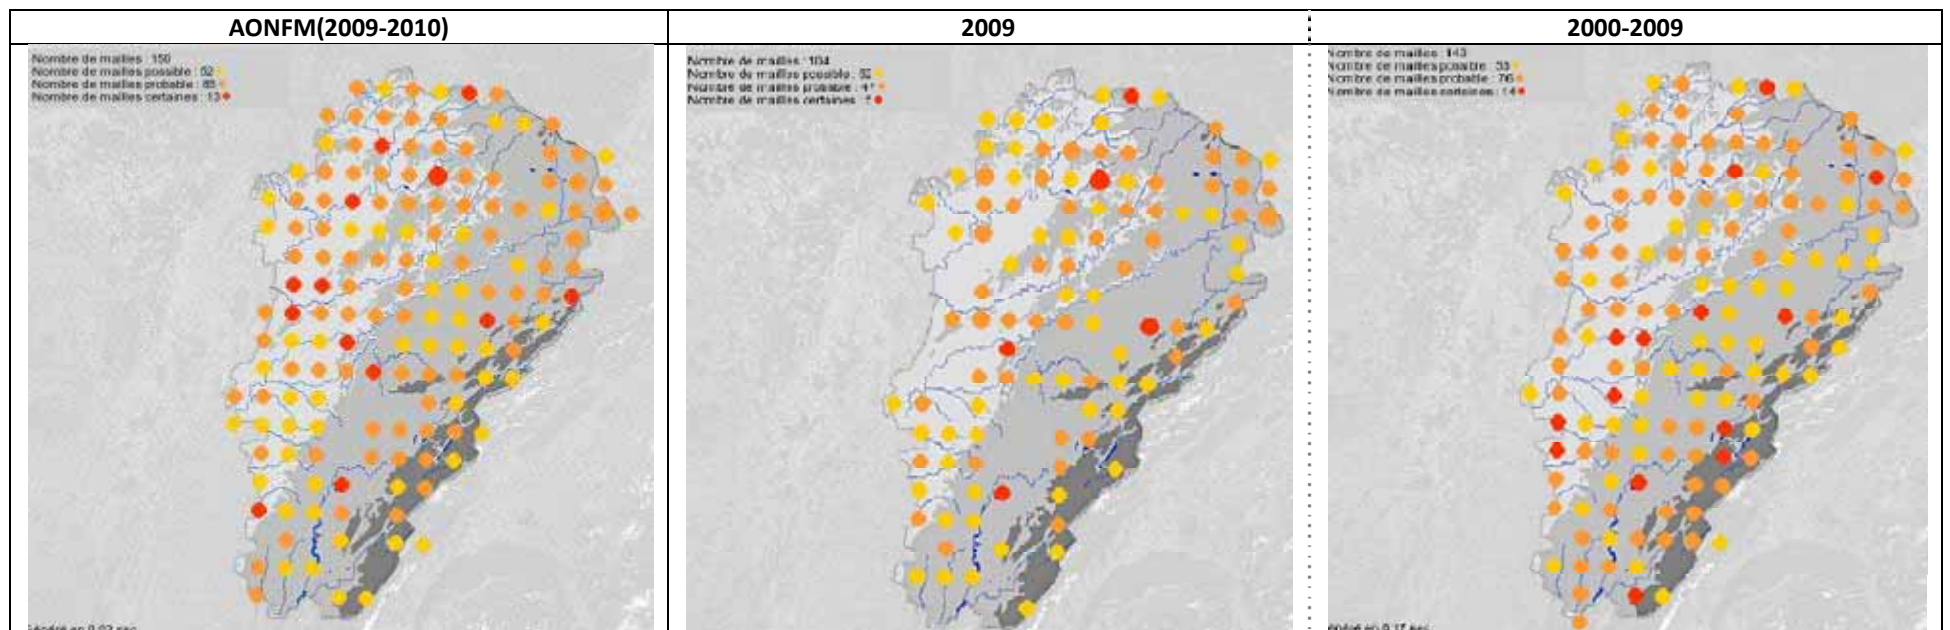 AONFM(2009-2010)
2009
2000-2009
Nombre de mailles : 150
Nombre de mailles possible : 52
Nombre de mailles probable : 85
Nombre de mailles certaines : 13
Nombre de mailles : 104
Nombre de mailles possible : 52
Nombre de mailles probable :
Nombre de mailles certaines :
Nombre de mailles : 143
Nombre de mailles possible : 53
Nombre de mailles probable : 76
Nombre de mailles certaines : 14